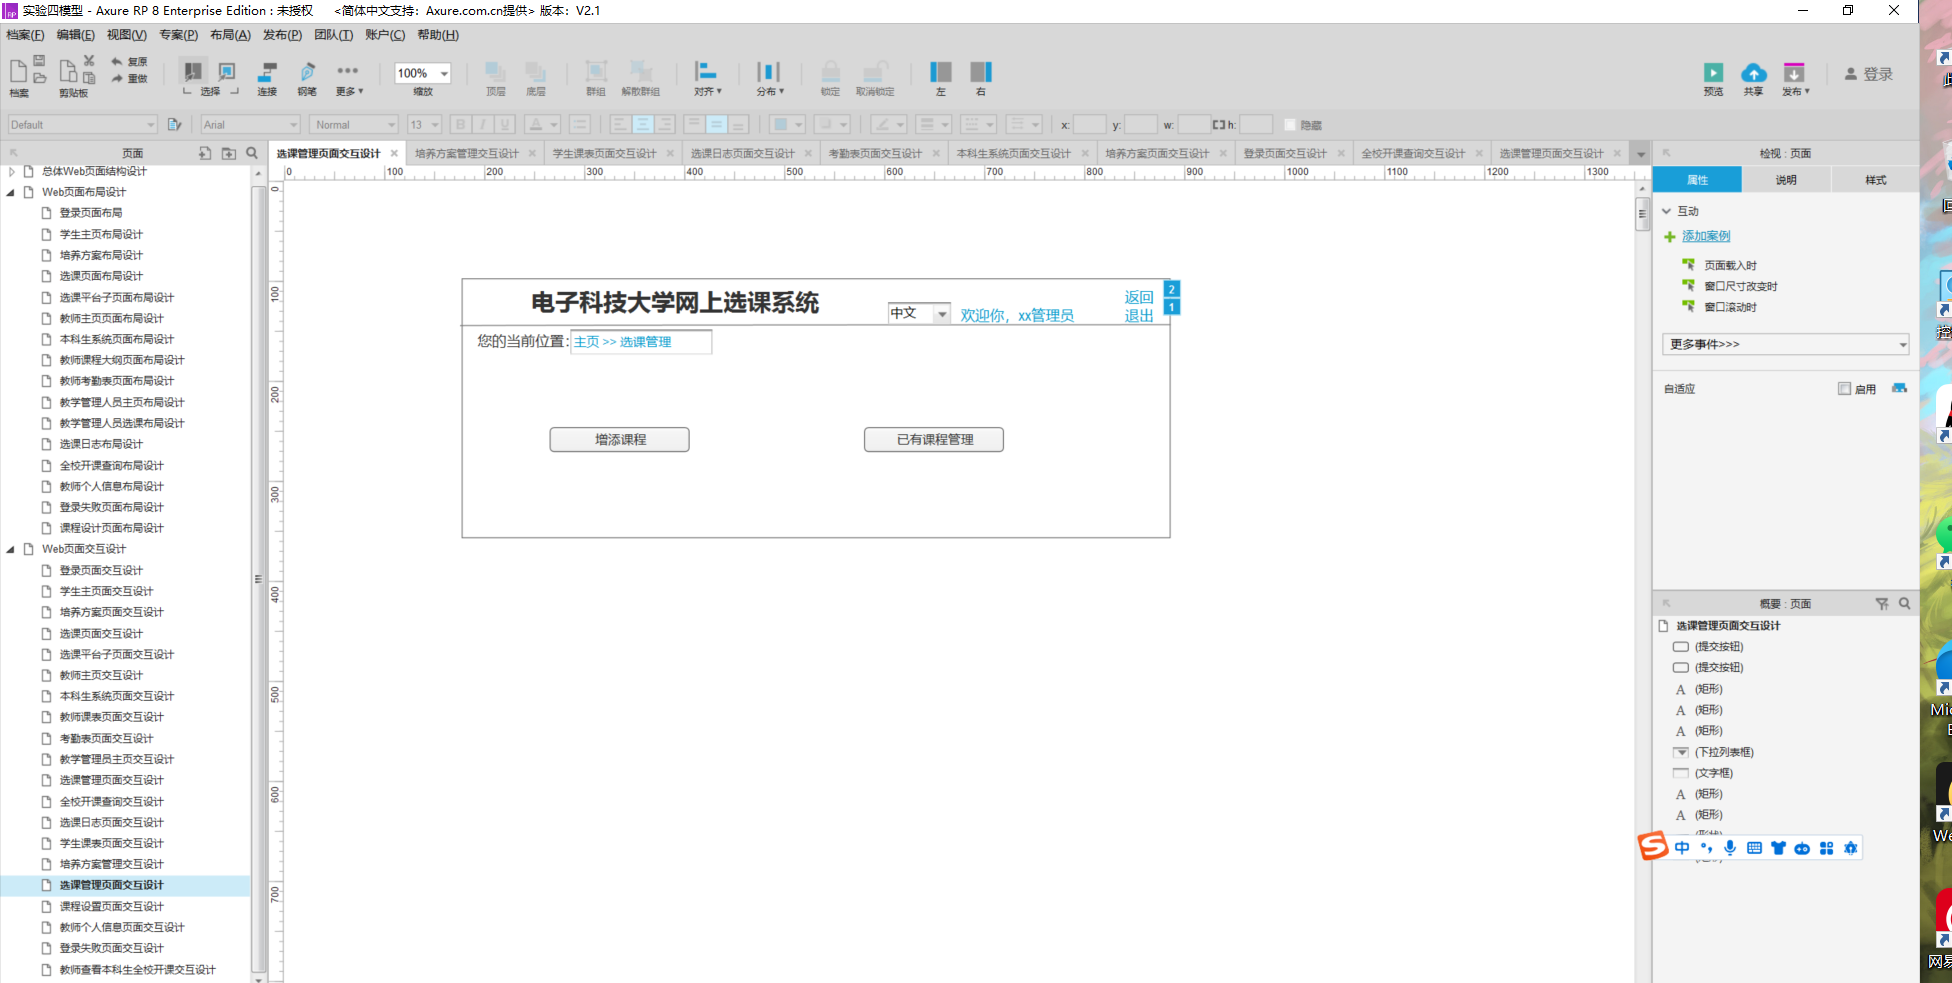 实验四模型 - Axure RP 8 Enterprise Edition : 未授权 <简体中文支持：Axure.com.cn提供> 版本：V2.1
档案(F) 编辑(E) 视图(V) 专案(P) 布局(A) 发布(P) 团队(T) 账户(C) 帮助(H)
复原
重做
100%
登录
档案 剪贴板 选择 连接 钢笔 更多 缩放 顶层 底层 群组 解散群组 对齐 分布 锁定 取消锁定 左 右 预览 共享 发布
Default Arial Normal 13 B I U A x: y: w: h: 隐藏
页面
选课管理页面交互设计 培养方案管理交互设计 学生课表页面交互设计 选课日志页面交互设计 考勤表页面交互设计 本科生系统页面交互设计 培养方案页面交互设计 登录页面交互设计 全校开课查询交互设计 选课管理页面交互设计
检视 : 页面
0 100 200 300 400 500 600 700 800 900 1000 1100 1200 1300
0
100
200
300
400
500
600
700
总体Web页面结构设计
Web页面布局设计
登录页面布局
学生主页布局设计
培养方案布局设计
选课页面布局设计
选课平台子页面布局设计
教师主页页面布局设计
本科生系统页面布局设计
教师课程大纲页面布局设计
教师考勤表页面布局设计
教学管理人员主页布局设计
教学管理人员选课布局设计
选课日志布局设计
全校开课查询布局设计
教师个人信息布局设计
登录失败页面布局设计
课程设计页面布局设计
Web页面交互设计
登录页面交互设计
学生主页面交互设计
培养方案页面交互设计
选课页面交互设计
选课平台子页面交互设计
教师主页交互设计
本科生系统页面交互设计
教师课表页面交互设计
考勤表页面交互设计
教学管理员主页交互设计
选课管理页面交互设计
全校开课查询交互设计
选课日志页面交互设计
学生课表页面交互设计
培养方案管理交互设计
选课管理页面交互设计
课程设置页面交互设计
教师个人信息页面交互设计
登录失败页面交互设计
教师查看本科生全校开课交互设计
电子科技大学网上选课系统
中文
欢迎你，xx管理员
返回
退出
2
1
您的当前位置：
主页 >> 选课管理
增添课程
已有课程管理
属性 说明 样式
互动
添加案例
页面载入时
窗口尺寸改变时
窗口滚动时
更多事件>>>
自适应 启用
概要 : 页面
选课管理页面交互设计
(提交按钮)
(提交按钮)
A (矩形)
A (矩形)
A (矩形)
(下拉列表框)
(文字框)
A (矩形)
A (矩形)
S 中